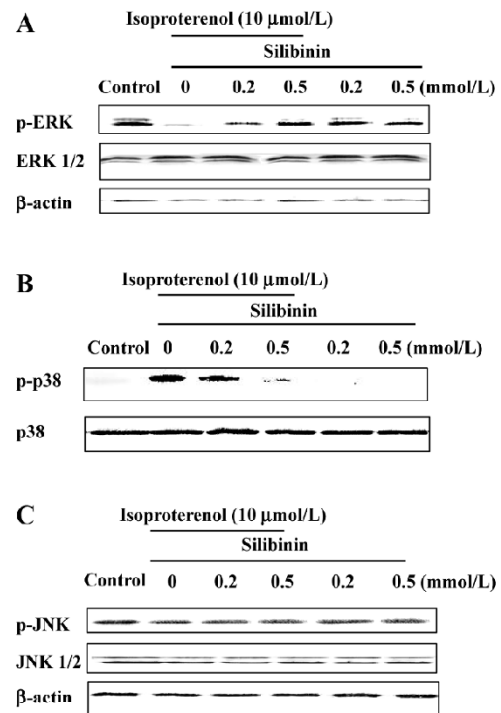 A
Isoproterenol (10 μmol/L)
Silibinin
Control 0 0.2 0.5 0.2 0.5 (mmol/L)
p-ERK
ERK 1/2
β-actin
B
Isoproterenol (10 μmol/L)
Silibinin
Control 0 0.2 0.5 0.2 0.5 (mmol/L)
p-p38
p38
C
Isoproterenol (10 μmol/L)
Silibinin
Control 0 0.2 0.5 0.2 0.5 (mmol/L)
p-JNK
JNK 1/2
β-actin